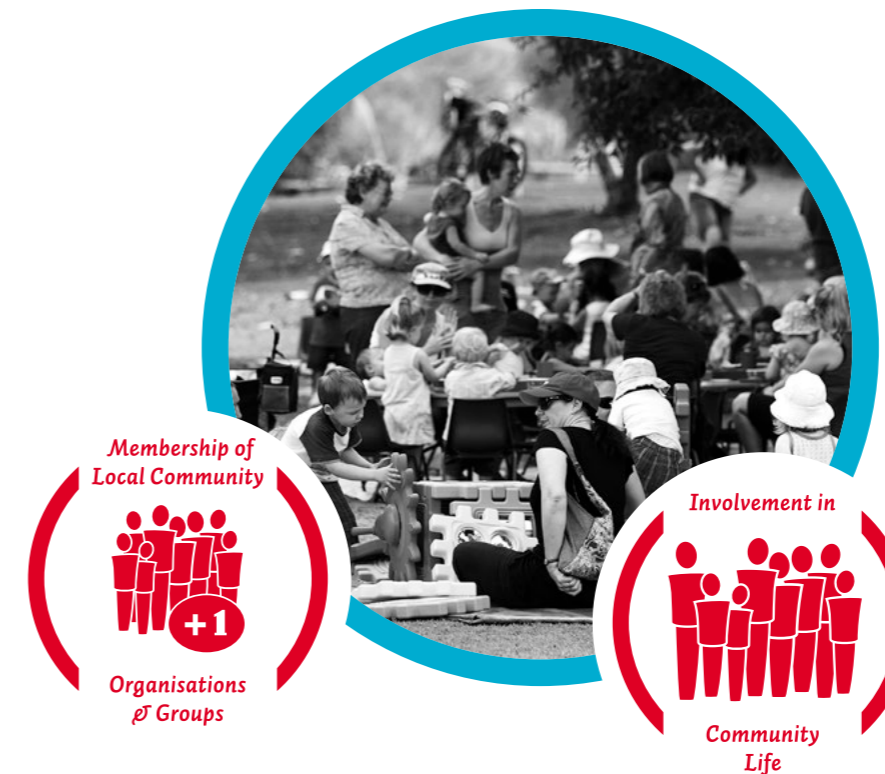 Membership of
Local Community
+1
Organisations
& Groups
Involvement in
Community
Life